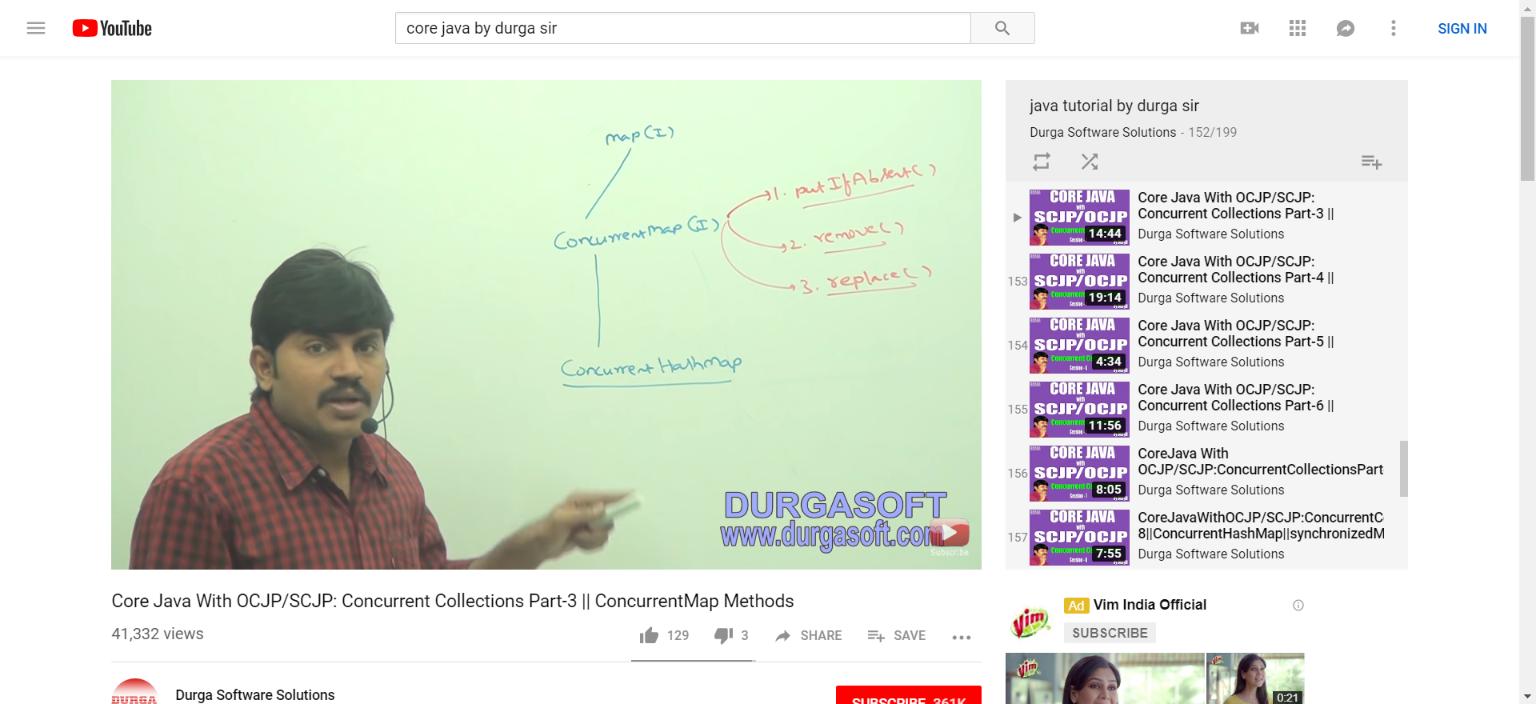 YouTube
core java by durga sir
SIGN IN
map(I)
ConcurrentMap(I)
1. putIfAbsent()
2. remove()
3. replace()
ConcurrentHashMap
DURGASOFT
www.durgasoft.com
Subscribe
Core Java With OCJP/SCJP: Concurrent Collections Part-3 || ConcurrentMap Methods
41,332 views
129
3
SHARE
SAVE
DURGA
Durga Software Solutions
SUBSCRIBE 361K
java tutorial by durga sir
Durga Software Solutions - 152/199
CORE JAVA
with
SCJP/OCJP
14:44
Core Java With OCJP/SCJP:
Concurrent Collections Part-3 ||
Durga Software Solutions
153
CORE JAVA
with
SCJP/OCJP
19:14
Core Java With OCJP/SCJP:
Concurrent Collections Part-4 ||
Durga Software Solutions
154
CORE JAVA
with
SCJP/OCJP
4:34
Core Java With OCJP/SCJP:
Concurrent Collections Part-5 ||
Durga Software Solutions
155
CORE JAVA
with
SCJP/OCJP
11:56
Core Java With OCJP/SCJP:
Concurrent Collections Part-6 ||
Durga Software Solutions
156
CORE JAVA
with
SCJP/OCJP
8:05
CoreJava With
OCJP/SCJP:ConcurrentCollectionsPart
Durga Software Solutions
157
CORE JAVA
with
SCJP/OCJP
7:55
CoreJavaWithOCJP/SCJP:ConcurrentCo
8||ConcurrentHashMap||synchronizedM
Durga Software Solutions
Vim
Ad Vim India Official
SUBSCRIBE
Vim
0:21